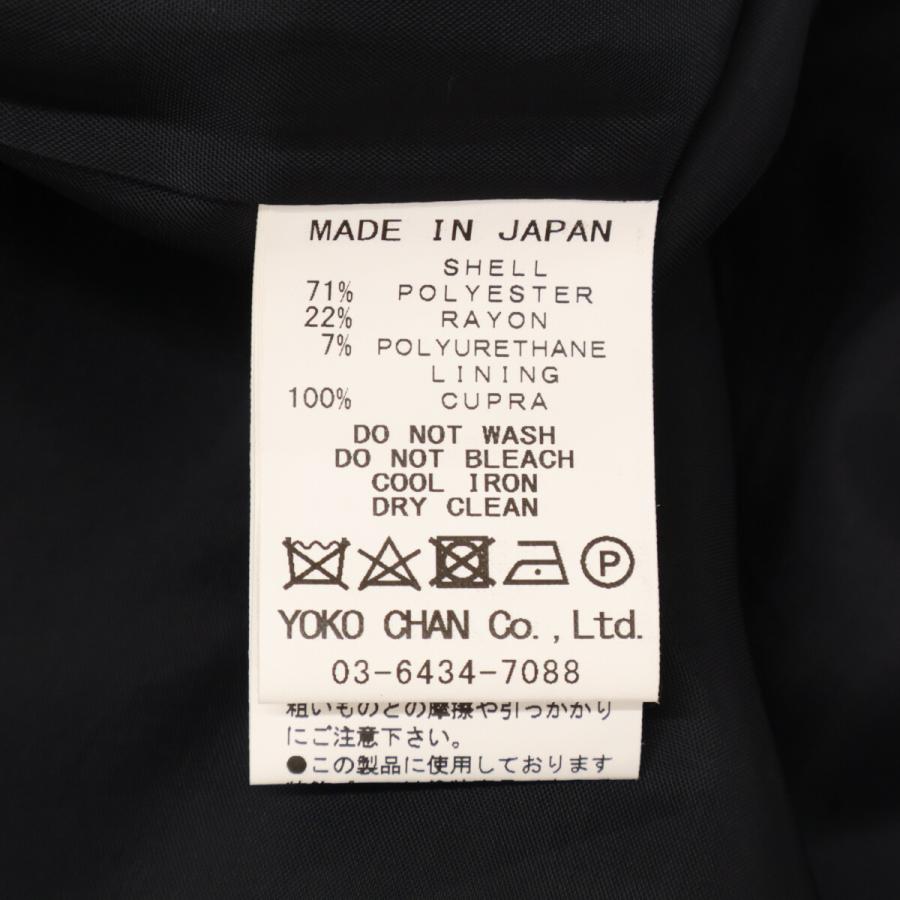 MADE IN JAPAN
SHELL
71% POLYESTER
22% RAYON
7% POLYURETHANE
LINING
100% CUPRA
DO NOT WASH
DO NOT BLEACH
COOL IRON
DRY CLEAN
P
YOKO CHAN Co.,Ltd.
03-6434-7088
粗いものとの摩擦や引っかかり
にご注意下さい。
●この製品に使用しております